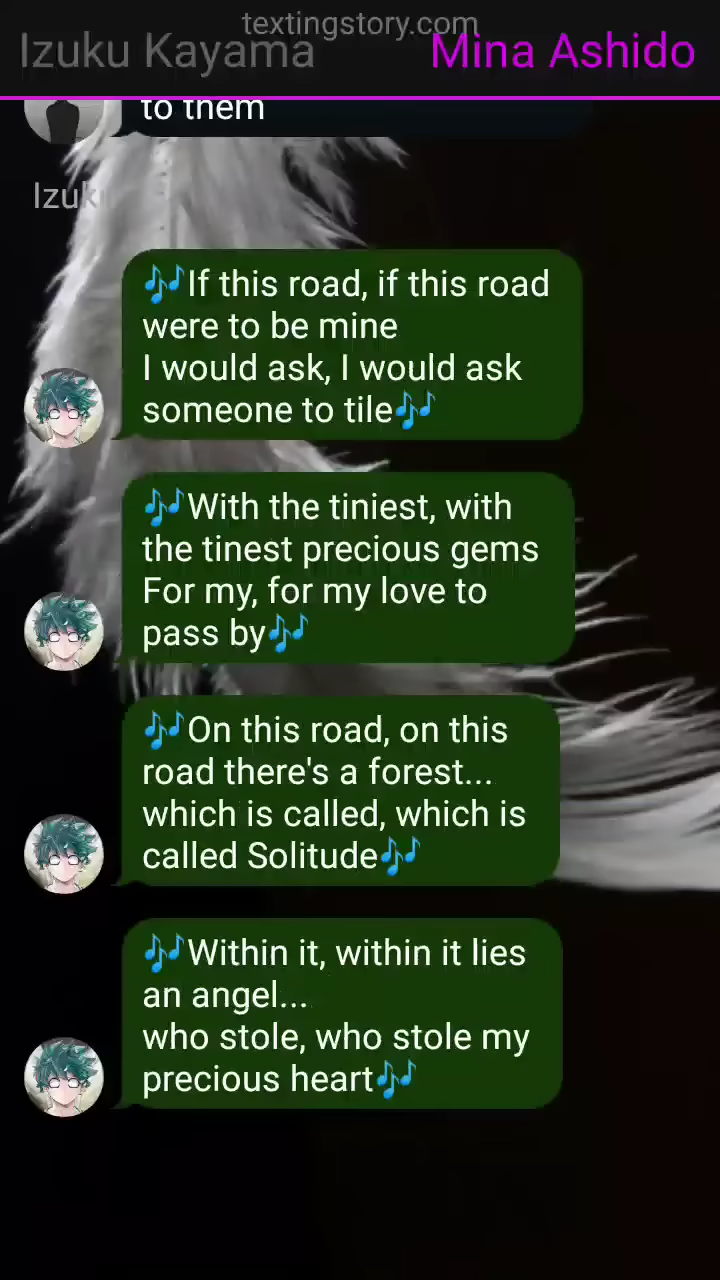 textingstory.com
Izuku Kayama
Mina Ashido
to them
Izuku
🎶If this road, if this road
were to be mine
I would ask, I would ask
someone to tile🎶
🎶With the tiniest, with
the tinest precious gems
For my, for my love to
pass by🎶
🎶On this road, on this
road there's a forest...
which is called, which is
called Solitude🎶
🎶Within it, within it lies
an angel...
who stole, who stole my
precious heart🎶